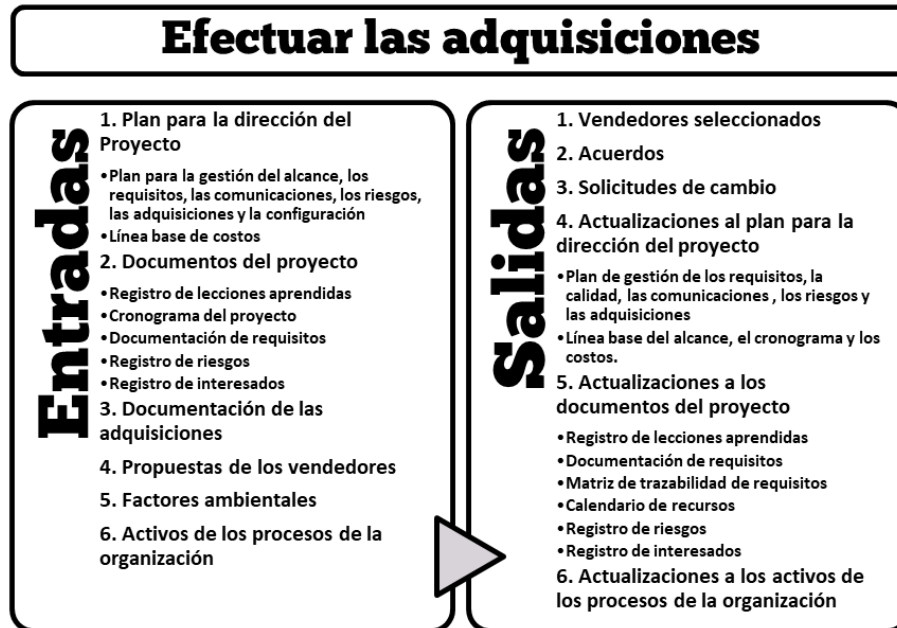 Efectuar las adquisiciones
Entradas
1. Plan para la dirección del
Proyecto
•Plan para la gestión del alcance, los
requisitos, las comunicaciones, los riesgos,
las adquisiciones y la configuración
•Línea base de costos
2. Documentos del proyecto
•Registro de lecciones aprendidas
•Cronograma del proyecto
•Documentación de requisitos
•Registro de riesgos
•Registro de interesados
3. Documentación de las
adquisiciones
4. Propuestas de los vendedores
5. Factores ambientales
6. Activos de los procesos de la
organización
Salidas
1. Vendedores seleccionados
2. Acuerdos
3. Solicitudes de cambio
4. Actualizaciones al plan para la
dirección del proyecto
•Plan de gestión de los requisitos, la
calidad, las comunicaciones , los riesgos y
las adquisiciones
•Línea base del alcance, el cronograma y los
costos.
5. Actualizaciones a los
documentos del proyecto
•Registro de lecciones aprendidas
•Documentación de requisitos
•Matriz de trazabilidad de requisitos
•Calendario de recursos
•Registro de riesgos
•Registro de interesados
6. Actualizaciones a los activos de
los procesos de la organización